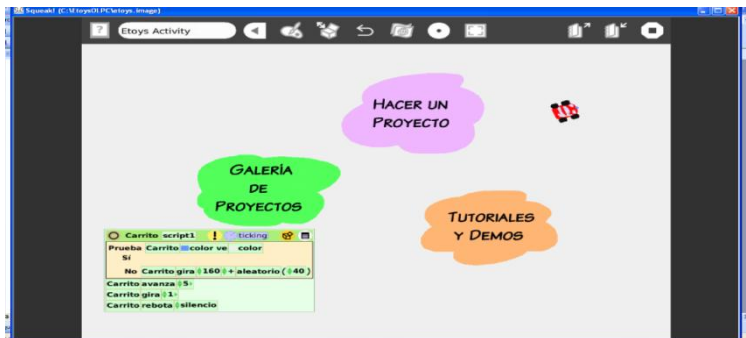 Squeak! (C:\EtoysOLPC\etoys.image)
? Etoys Activity
HACER UN
PROYECTO
GALERÍA
DE
PROYECTOS
TUTORIALES
Y DEMOS
Carrito script1 ! ticking
Prueba Carrito color ve color
Sí
No Carrito gira 160 + aleatorio ( 40 )
Carrito avanza 5
Carrito gira 1
Carrito rebota silencio